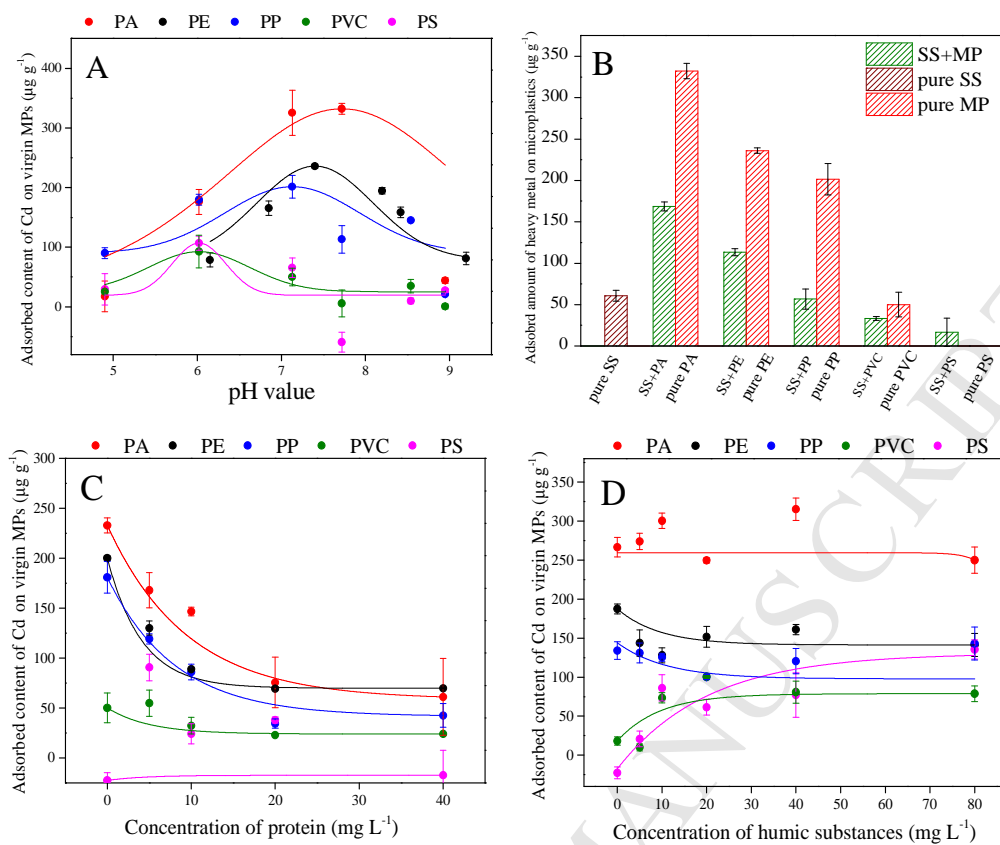 PA PE PP PVC PS
A
Adsorbed content of Cd on virgin MPs (μg g⁻¹)
400
300
200
100
0
5 6 7 8 9
pH value
B
SS+MP
pure SS
pure MP
Adsobrd amount of heavy metal on microplastics (μg g⁻¹)
350
300
250
200
150
100
50
0
pure SS
SS+PA
pure PA
SS+PE
pure PE
SS+PP
pure PP
SS+PVC
pure PVC
SS+PS
pure PS
PA PE PP PVC PS
C
Adsorbed content of Cd on virgin MPs (μg g⁻¹)
300
250
200
150
100
50
0
0 10 20 30 40
Concentration of protein (mg L⁻¹)
PA PE PP PVC PS
D
Adsorbed content of Cd on virgin MPs (μg g⁻¹)
350
300
250
200
150
100
50
0
0 10 20 30 40 50 60 70 80
Concentration of humic substances (mg L⁻¹)
MANUSCRIPT